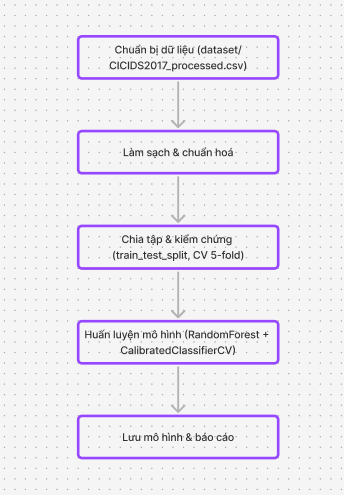 Chuẩn bị dữ liệu (dataset/
CICIDS2017_processed.csv)
Làm sạch & chuẩn hoá
Chia tập & kiểm chứng
(train_test_split, CV 5-fold)
Huấn luyện mô hình (RandomForest +
CalibratedClassifierCV)
Lưu mô hình & báo cáo